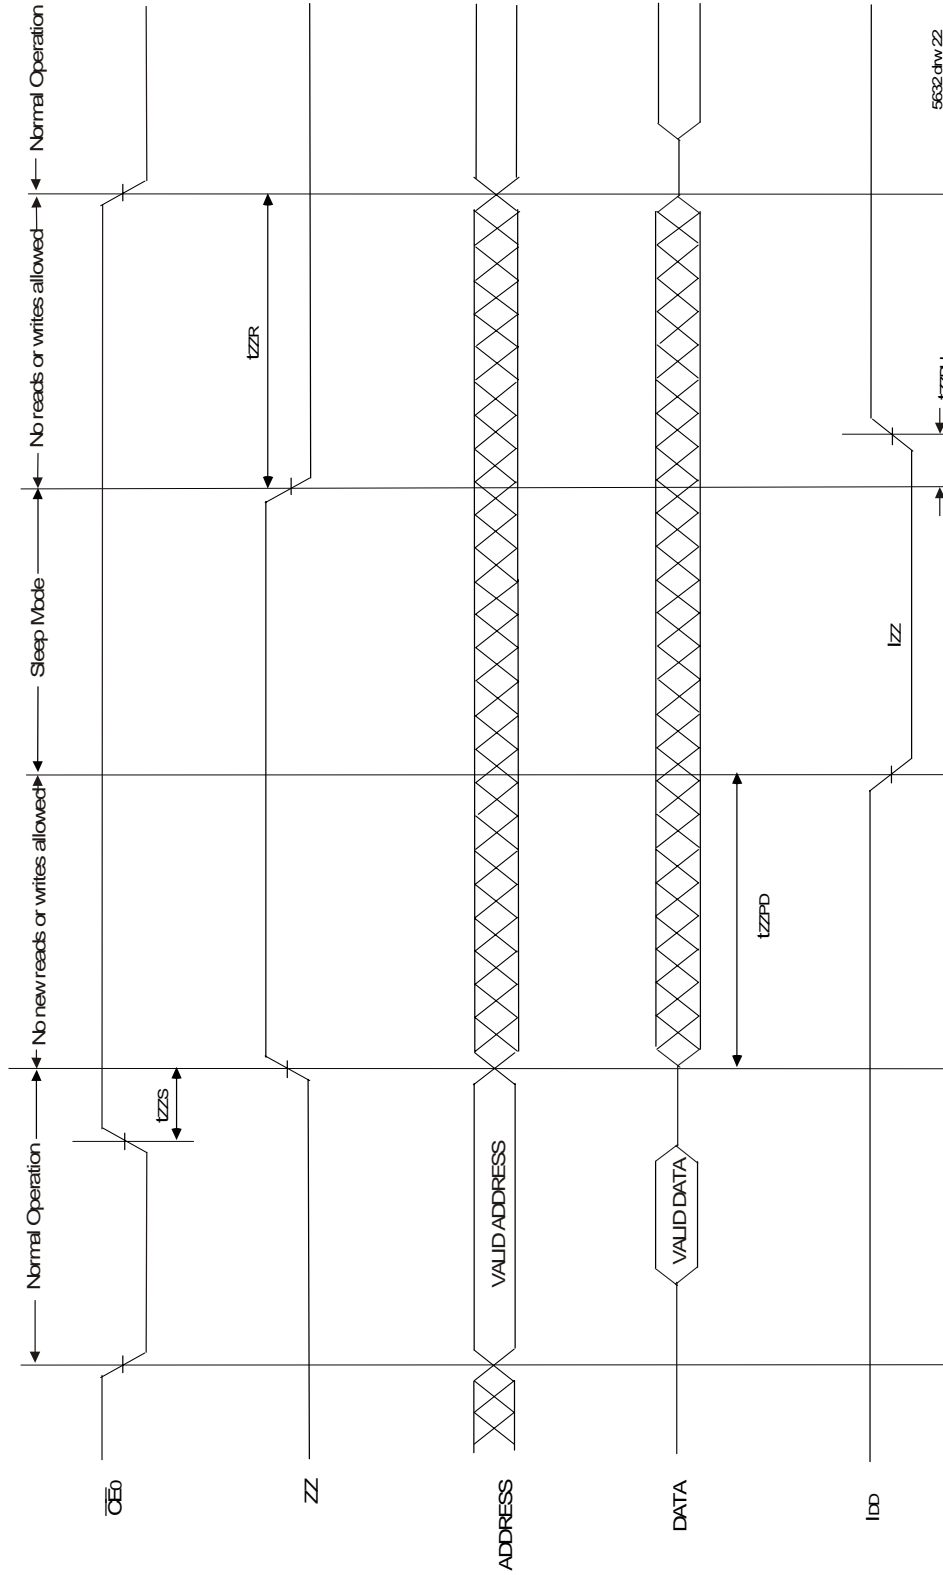 Normal Operation
No new reads or writes allowed
Sleep Mode
No reads or writes allowed
Normal Operation
CE0
tZZS
ZZ
tZZR
ADDRESS
VALID ADDRESS
DATA
VALID DATA
tZZPD
IDD
IZZ
5632 drw 22